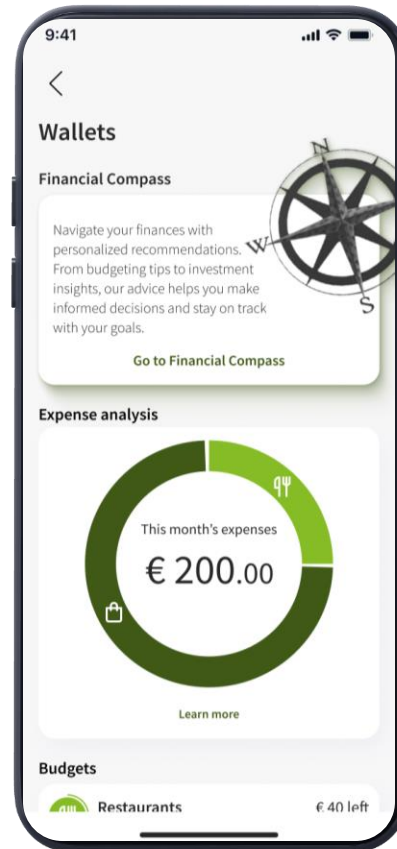 9:41
Wallets
Financial Compass
N
W
S
Navigate your finances with
personalized recommendations.
From budgeting tips to investment
insights, our advice helps you make
informed decisions and stay on track
with your goals.
Go to Financial Compass
Expense analysis
This month's expenses
€ 200.00
Learn more
Budgets
Restaurants € 40 left